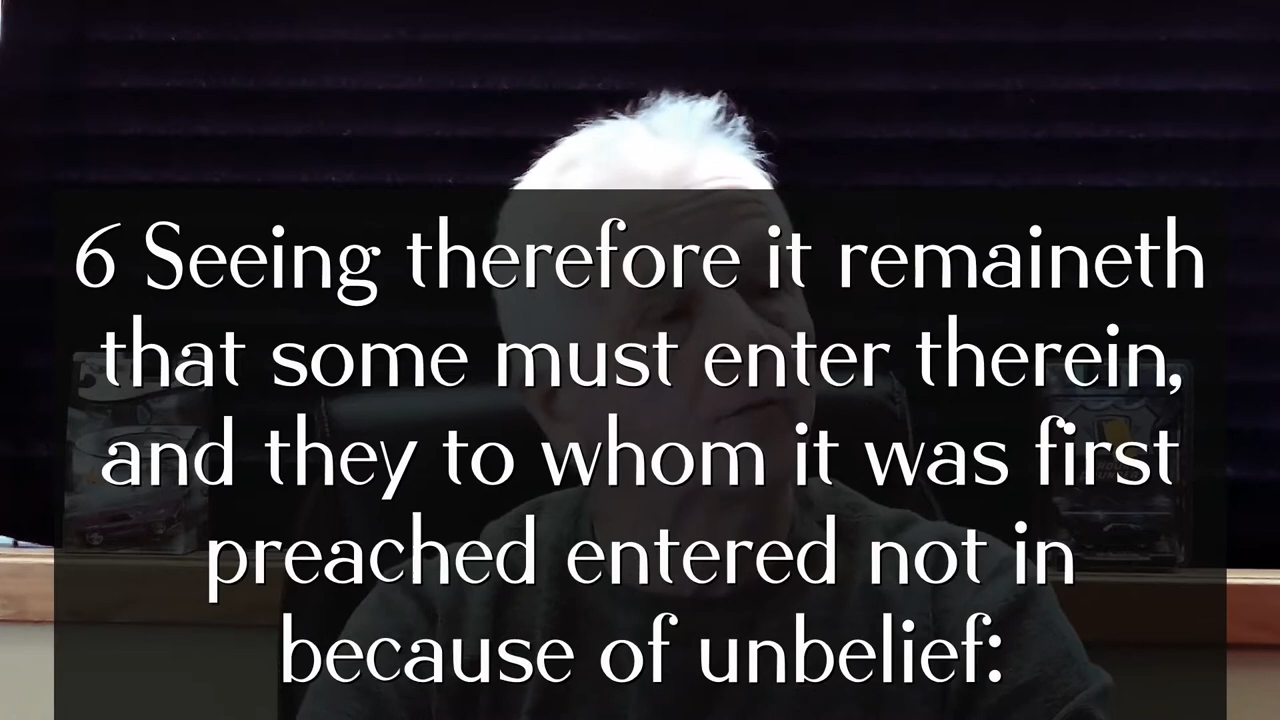 6 Seeing therefore it remaineth
that some must enter therein,
and they to whom it was first
preached entered not in
because of unbelief: